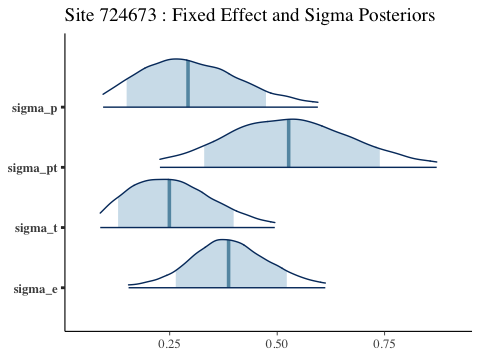 Site 724673 : Fixed Effect and Sigma Posteriors
sigma_p
sigma_pt
sigma_t
sigma_e
0.25 0.50 0.75